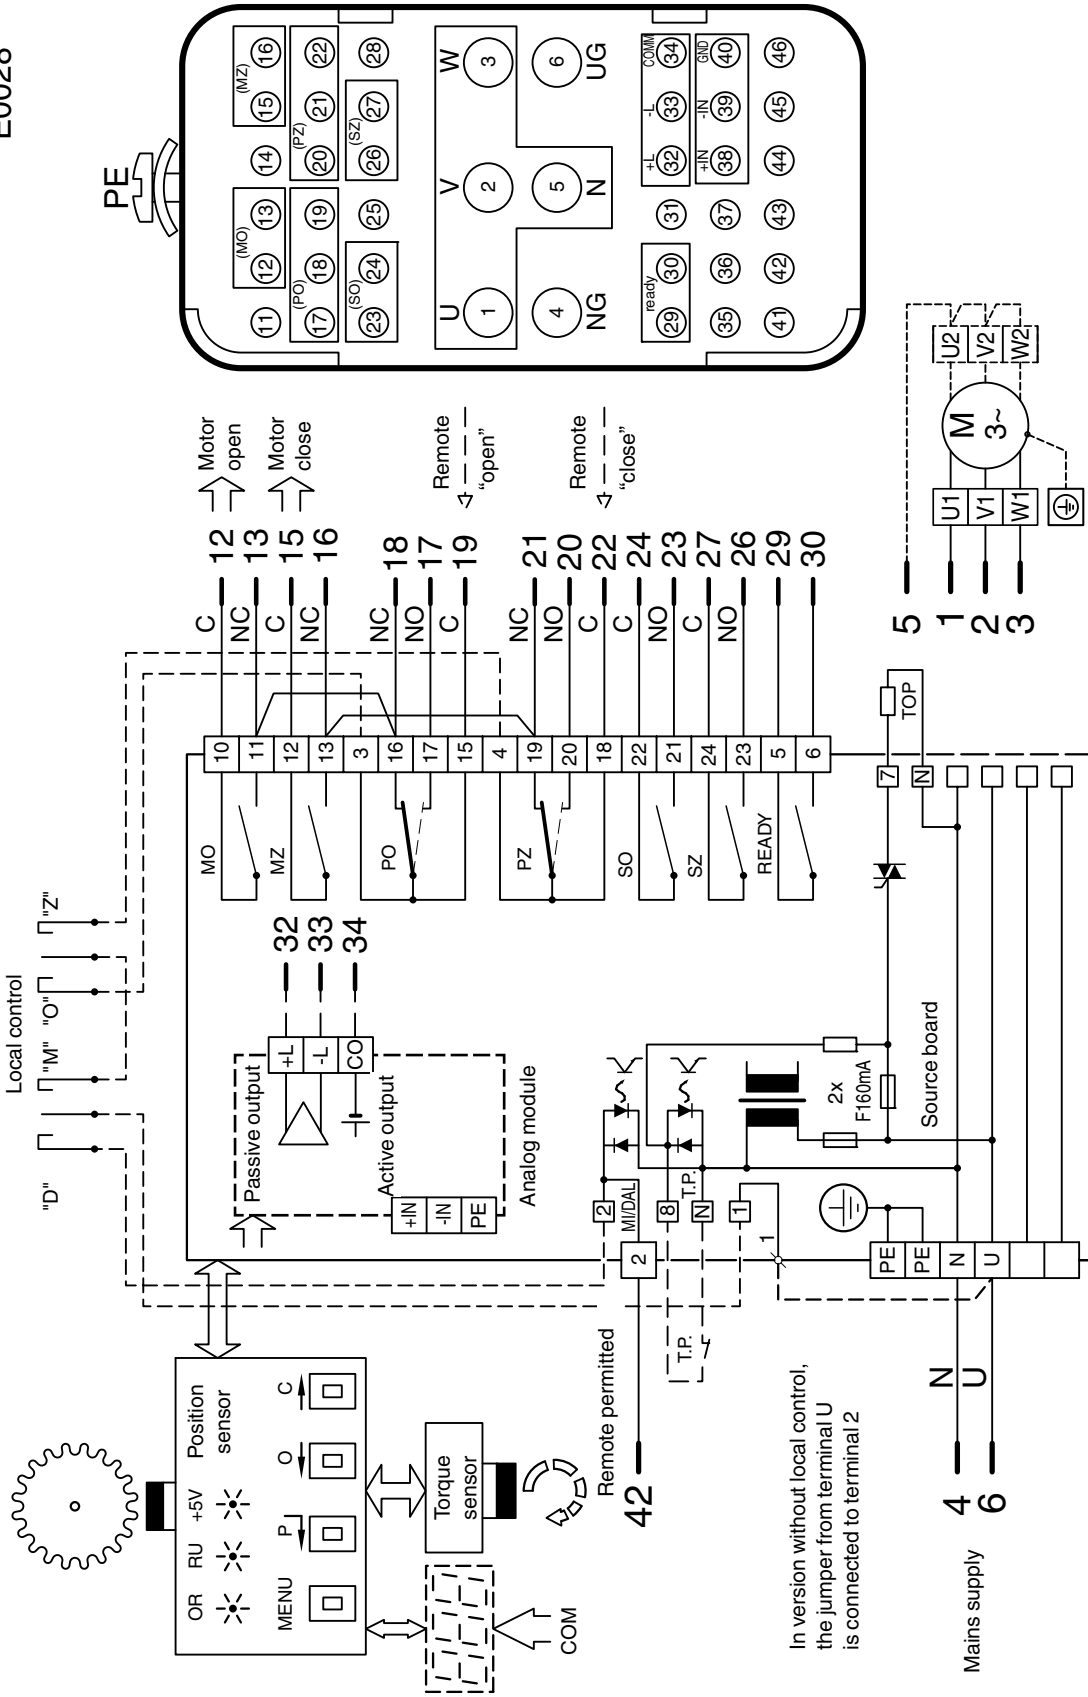 E0028
Local control
"D"
"M"
"O"
"Z"
Position
sensor
OR
RU
+5V
MENU
P
O
C
Torque
sensor
COM
Passive output
Active output
Analog module
+L
-L
CO
+IN
-IN
PE
32
33
34
MO
MZ
PO
PZ
SO
SZ
READY
10
11
12
13
3
16
17
15
4
19
20
18
22
21
24
23
5
6
C
NC
C
NC
NC
NO
C
NC
NO
C
C
NO
C
NO
12
13
15
16
18
17
19
21
20
22
24
23
27
26
29
30
Motor
open
Motor
close
Remote
"open"
Remote
"close"
Remote permitted
42
2
2
MI/DAL
8
T.P.
N
1
T.P.
1
2x
F160mA
Source board
7
N
TOP
PE
PE
N
U
N
U
4
6
Mains supply
In version without local control,
the jumper from terminal U
is connected to terminal 2
5
1
2
3
U1
V1
W1
M
3~
U2
V2
W2
PE
11
12
13
14
15
16
(MO)
(MZ)
17
18
19
20
21
22
(PO)
(PZ)
23
24
25
26
27
28
(SO)
(SZ)
U
V
W
1
2
3
4
5
6
NG
N
UG
ready
+L
-L
COMM
29
30
31
32
33
34
+IN
-IN
GND
35
36
37
38
39
40
41
42
43
44
45
46